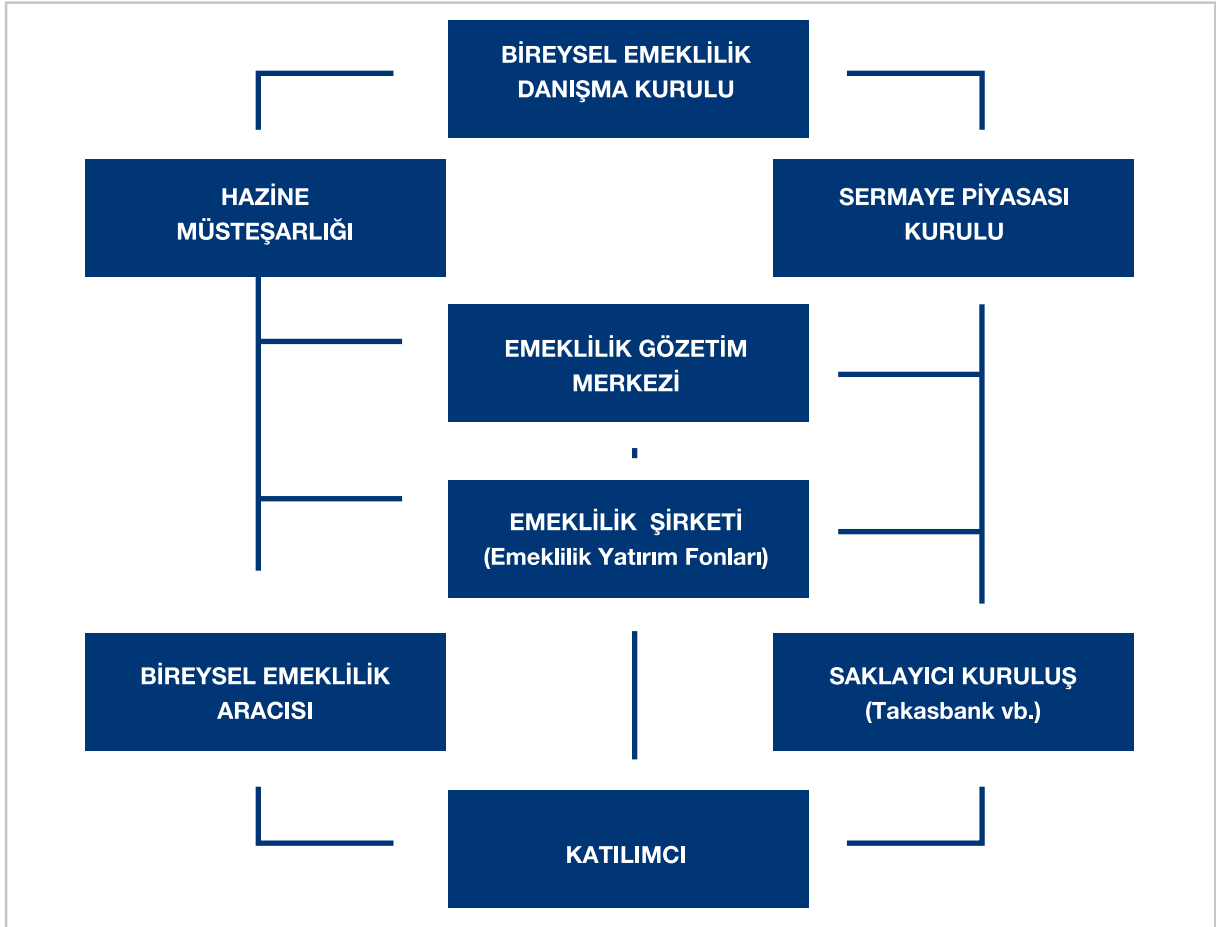 BİREYSEL EMEKLİLİK
DANIŞMA KURULU
HAZİNE
MÜSTEŞARLIĞI
SERMAYE PİYASASI
KURULU
EMEKLİLİK GÖZETİM
MERKEZİ
EMEKLİLİK ŞİRKETİ
(Emeklilik Yatırım Fonları)
BİREYSEL EMEKLİLİK
ARACISI
SAKLAYICI KURULUŞ
(Takasbank vb.)
KATILIMCI